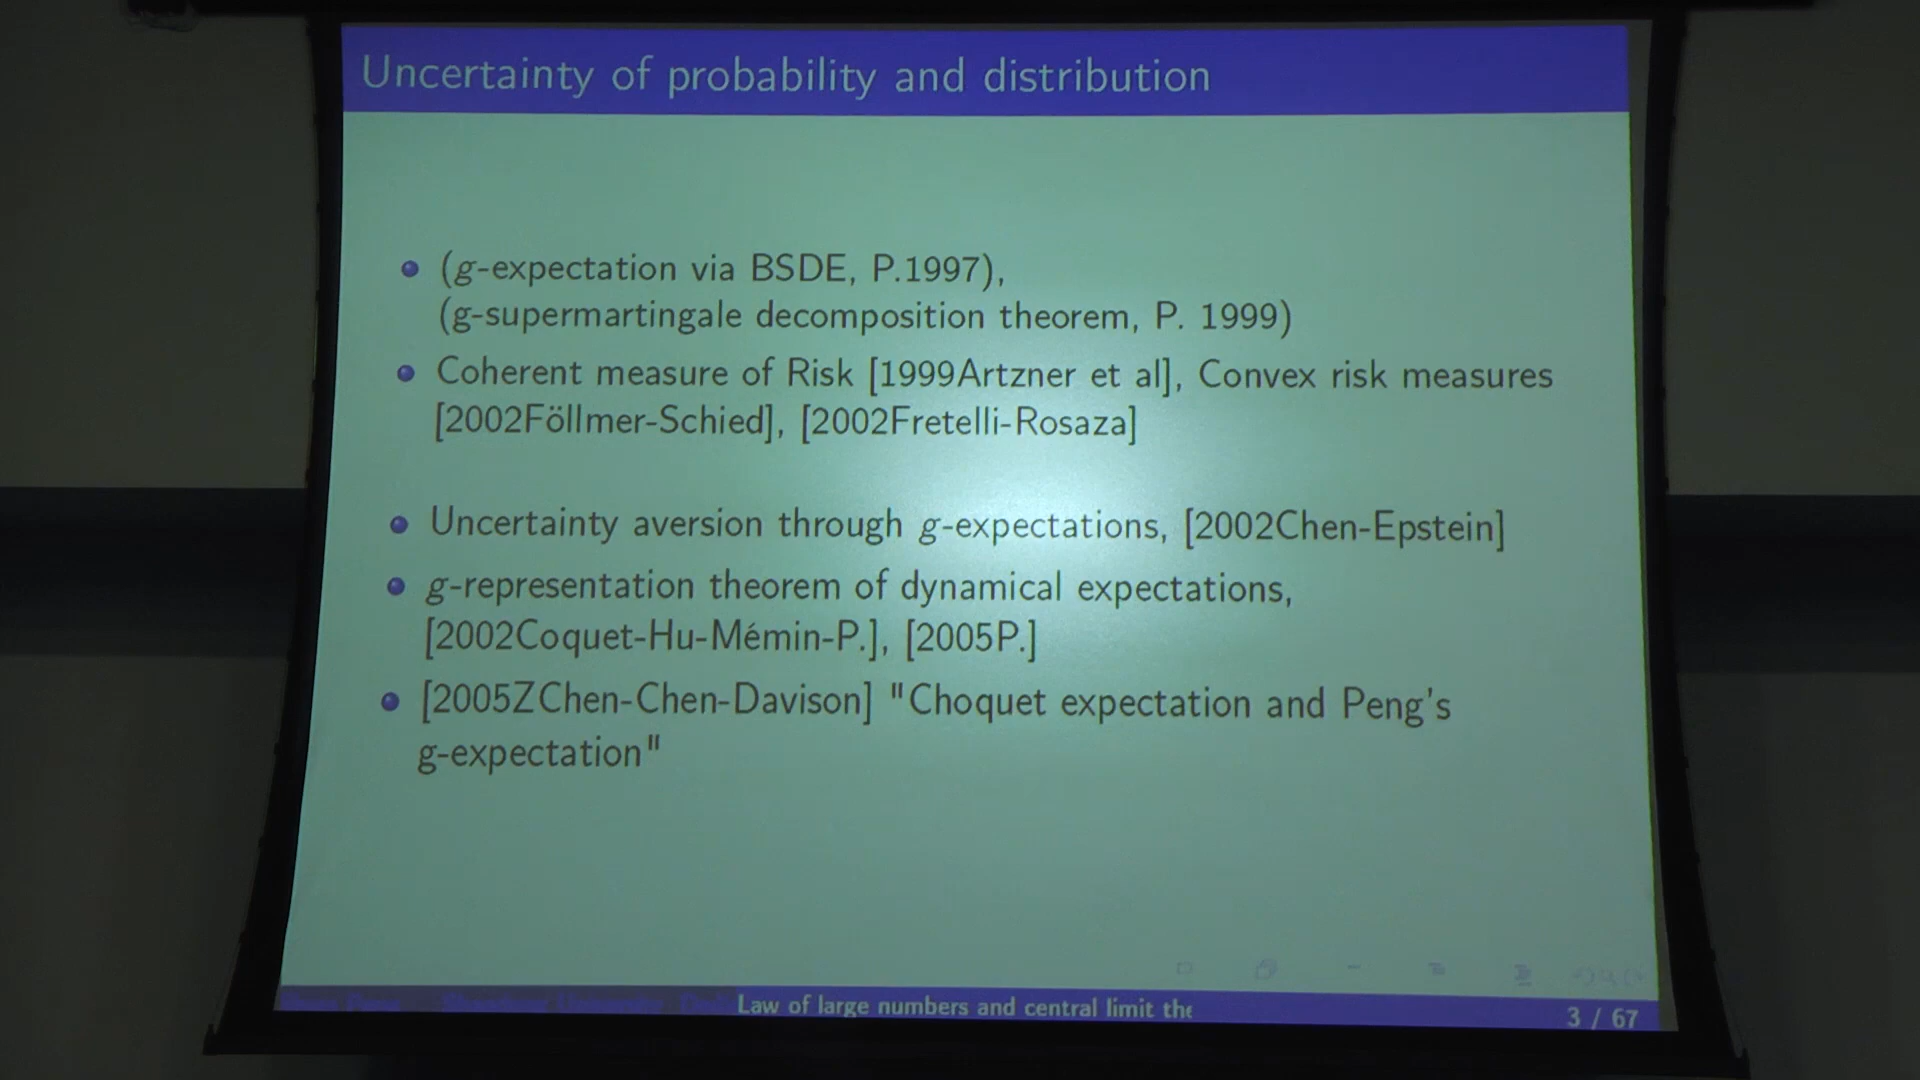 Uncertainty of probability and distribution
(g-expectation via BSDE, P.1997),
(g-supermartingale decomposition theorem, P. 1999)
Coherent measure of Risk [1999Artzner et al], Convex risk measures
[2002Föllmer-Schied], [2002Fretelli-Rosaza]
Uncertainty aversion through g-expectations, [2002Chen-Epstein]
g-representation theorem of dynamical expectations,
[2002Coquet-Hu-Mémin-P.], [2005P.]
[2005ZChen-Chen-Davison] "Choquet expectation and Peng's
g-expectation"
Law of large numbers and central limit the
3 / 67